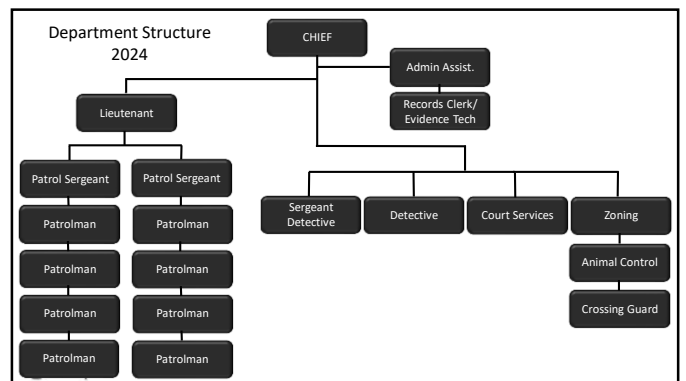 Department Structure
2024
CHIEF
Admin Assist.
Records Clerk/
Evidence Tech
Lieutenant
Patrol Sergeant
Patrol Sergeant
Patrolman
Patrolman
Patrolman
Patrolman
Patrolman
Patrolman
Patrolman
Patrolman
Sergeant
Detective
Detective
Court Services
Zoning
Animal Control
Crossing Guard